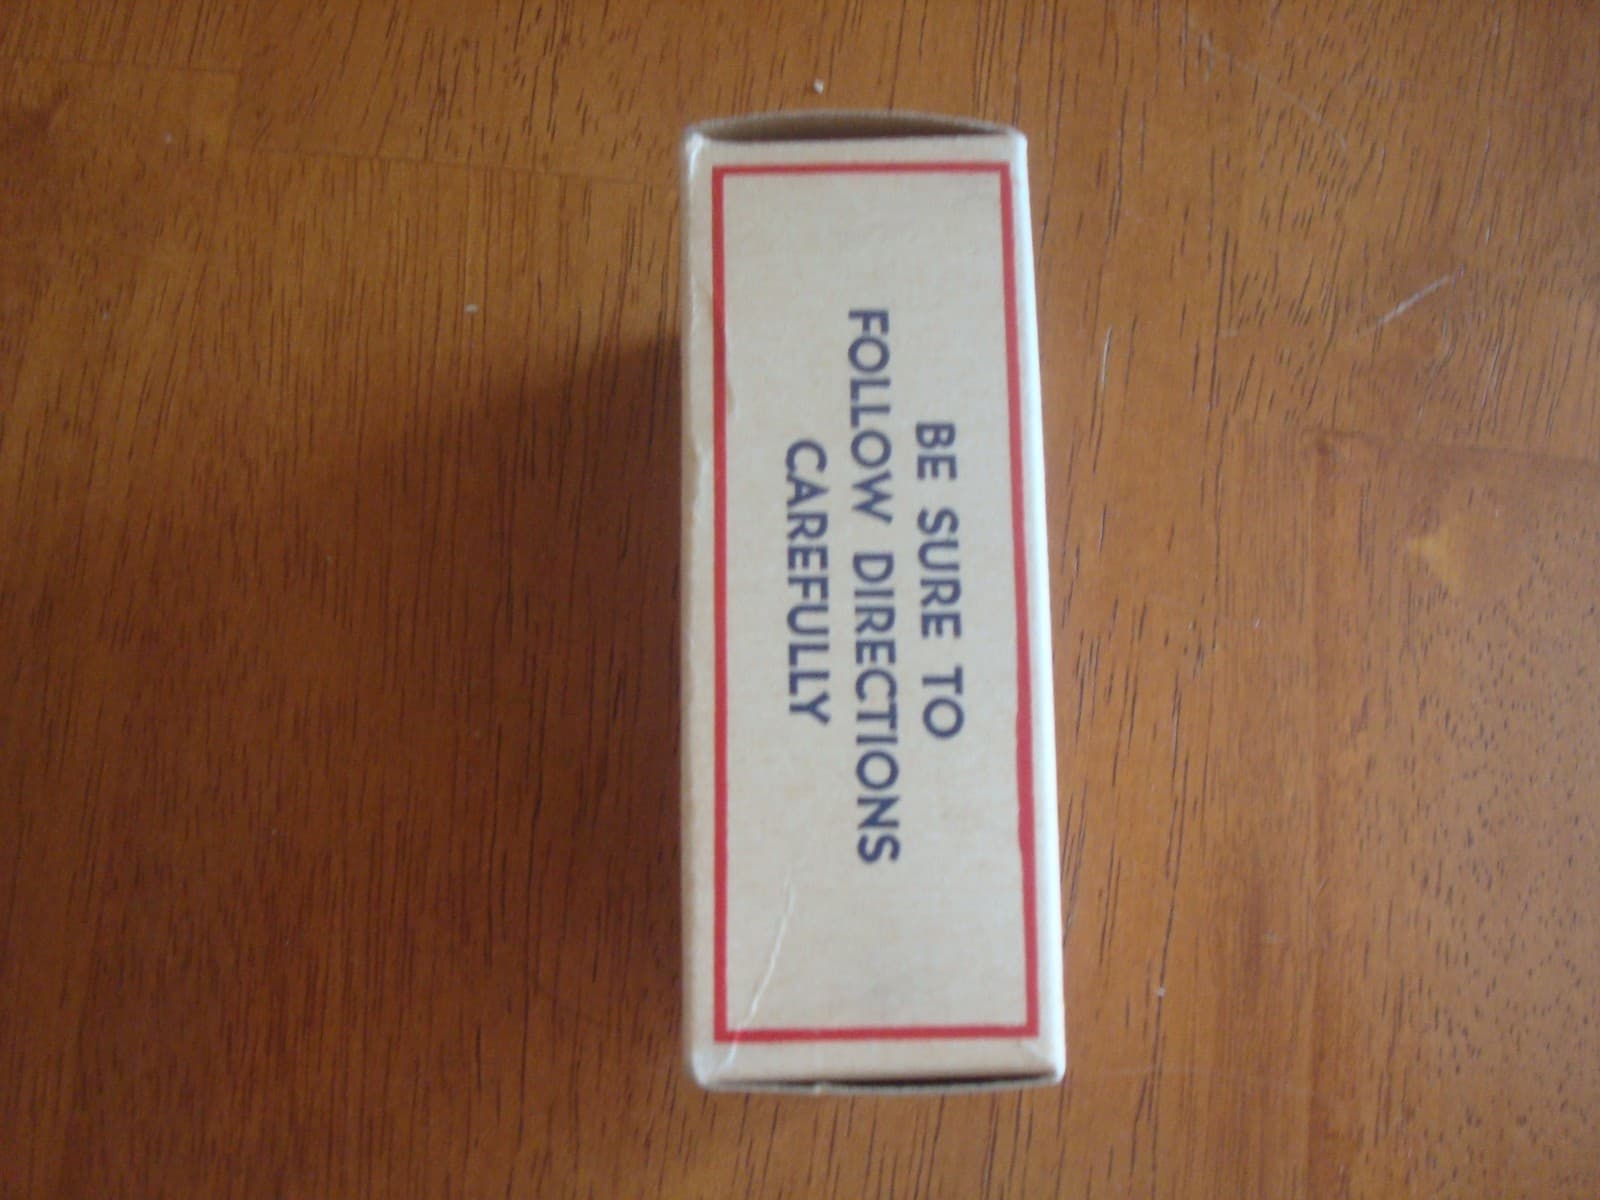 BE SURE TO
FOLLOW DIRECTIONS
CAREFULLY